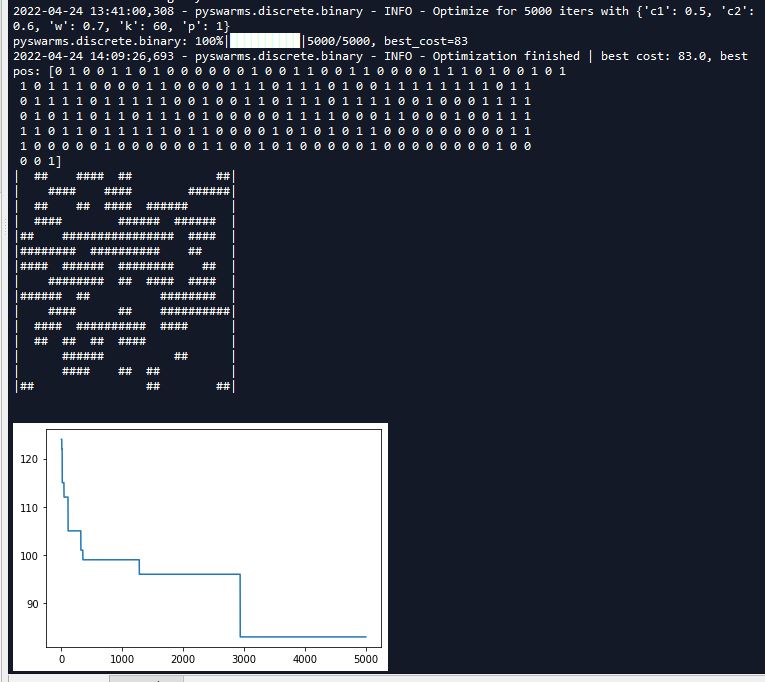 2022-04-24 13:41:00,308 - pyswarms.discrete.binary - INFO - Optimize for 5000 iters with {'c1': 0.5, 'c2':
0.6, 'w': 0.7, 'k': 60, 'p': 1}
pyswarms.discrete.binary: 100%|██████████|5000/5000, best_cost=83
2022-04-24 14:09:26,693 - pyswarms.discrete.binary - INFO - Optimization finished | best cost: 83.0, best
pos: [0 1 0 0 1 1 0 1 0 0 0 0 0 0 1 0 0 1 1 0 0 1 1 0 0 0 0 1 1 1 0 1 0 0 1 0 1
1 0 1 1 1 0 0 0 0 1 1 0 0 0 0 1 1 1 0 1 1 1 0 1 0 0 1 1 1 1 1 1 1 1 0 1 1
0 1 1 1 1 0 1 1 1 1 1 0 0 1 0 0 1 1 0 1 1 1 0 1 1 1 1 0 0 1 0 0 0 1 1 1 1
0 1 0 1 1 0 1 1 0 1 1 1 0 1 0 0 0 0 0 1 1 1 1 0 0 0 1 1 0 0 0 1 0 0 1 1 1
1 1 0 1 1 0 1 1 1 1 1 0 1 1 0 0 0 0 1 0 1 0 1 0 1 1 0 0 0 0 0 0 0 0 0 1 1
1 0 0 0 0 0 1 0 0 0 0 0 0 1 1 0 0 1 0 1 0 0 0 0 0 1 0 0 0 0 0 0 0 0 1 0 0
0 0 1]
|  ##    ####  ##            ##|
|    ####    ####        ######|
|  ##    ##  ####  ######      |
|  ####        ######  ######  |
|##    ################  ####  |
|########  ##########    ##    |
|####  ######  ########    ##  |
|    ########  ##  ####  ####  |
|######  ##          ########  |
|    ####      ##    ##########|
|  ####  ##########  ####      |
|  ##  ##  ##  ####            |
|      ######          ##      |
|      ####    ##  ##          |
|##                ##        ##|
120
110
100
90
0 1000 2000 3000 4000 5000